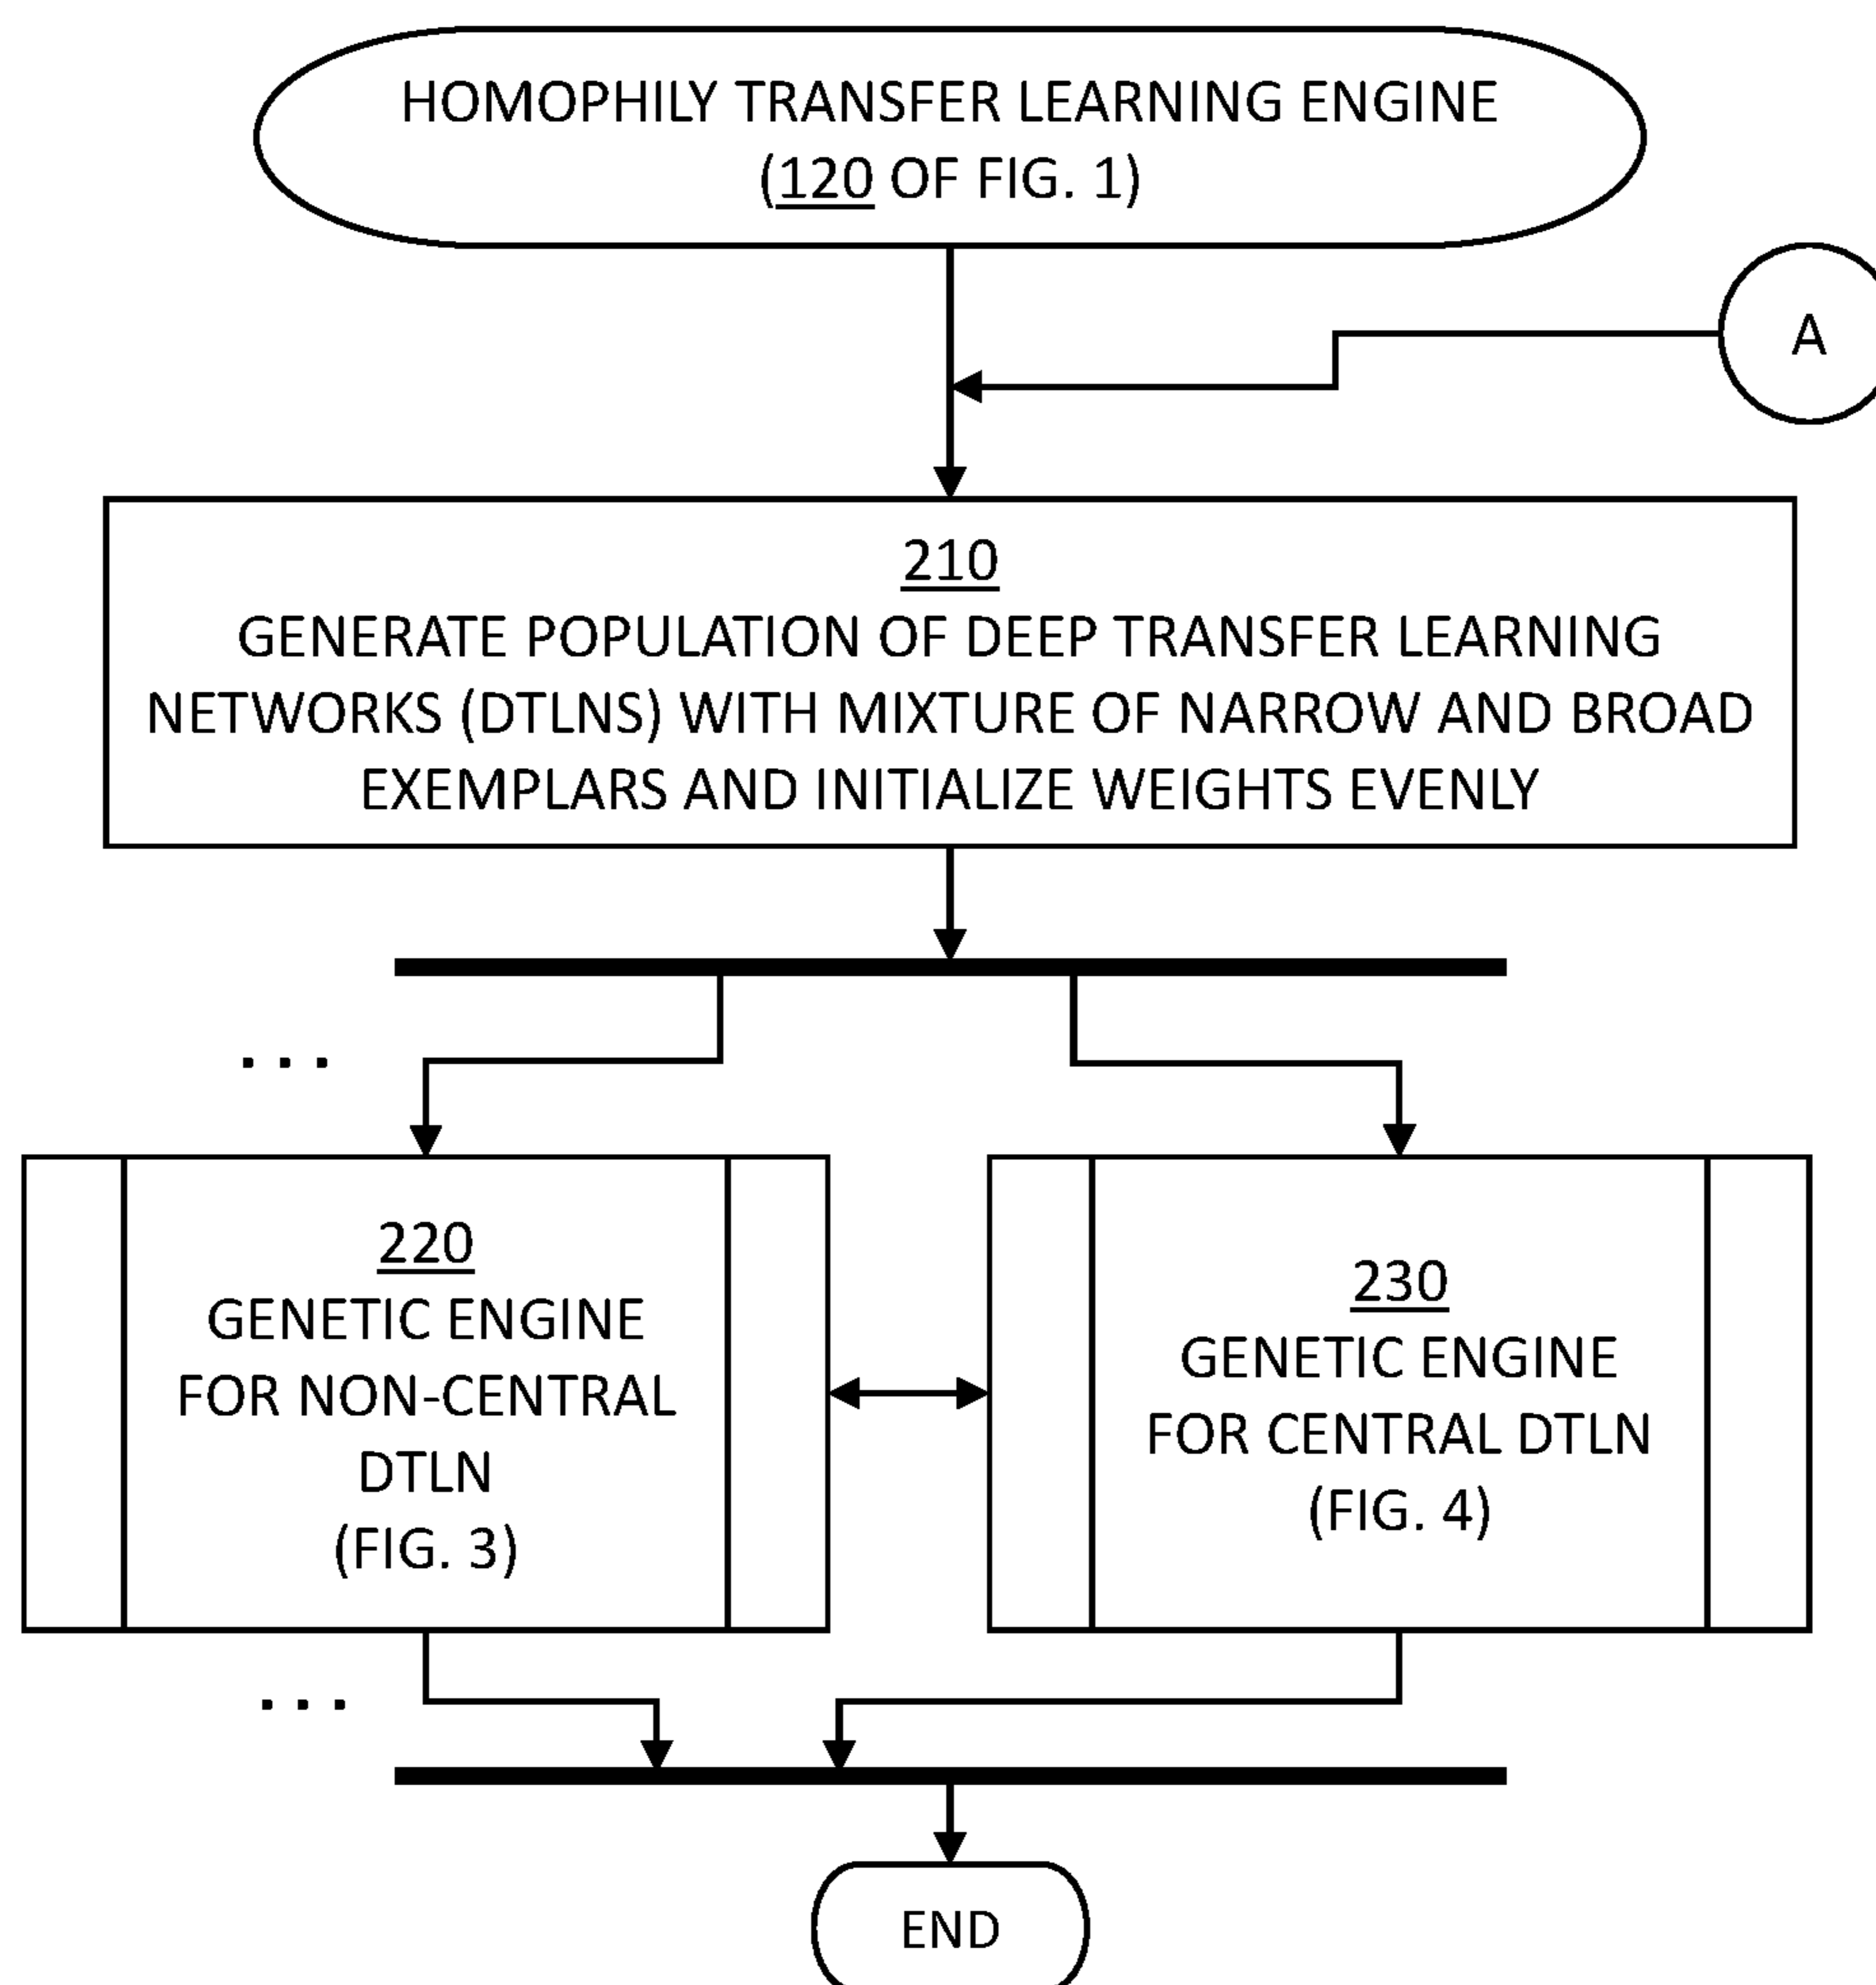 HOMOPHILY TRANSFER LEARNING ENGINE
(120 OF FIG. 1)
A
210
GENERATE POPULATION OF DEEP TRANSFER LEARNING
NETWORKS (DTLNS) WITH MIXTURE OF NARROW AND BROAD
EXEMPLARS AND INITIALIZE WEIGHTS EVENLY
. . .
220
GENETIC ENGINE
FOR NON-CENTRAL
DTLN
(FIG. 3)
230
GENETIC ENGINE
FOR CENTRAL DTLN
(FIG. 4)
. . .
END